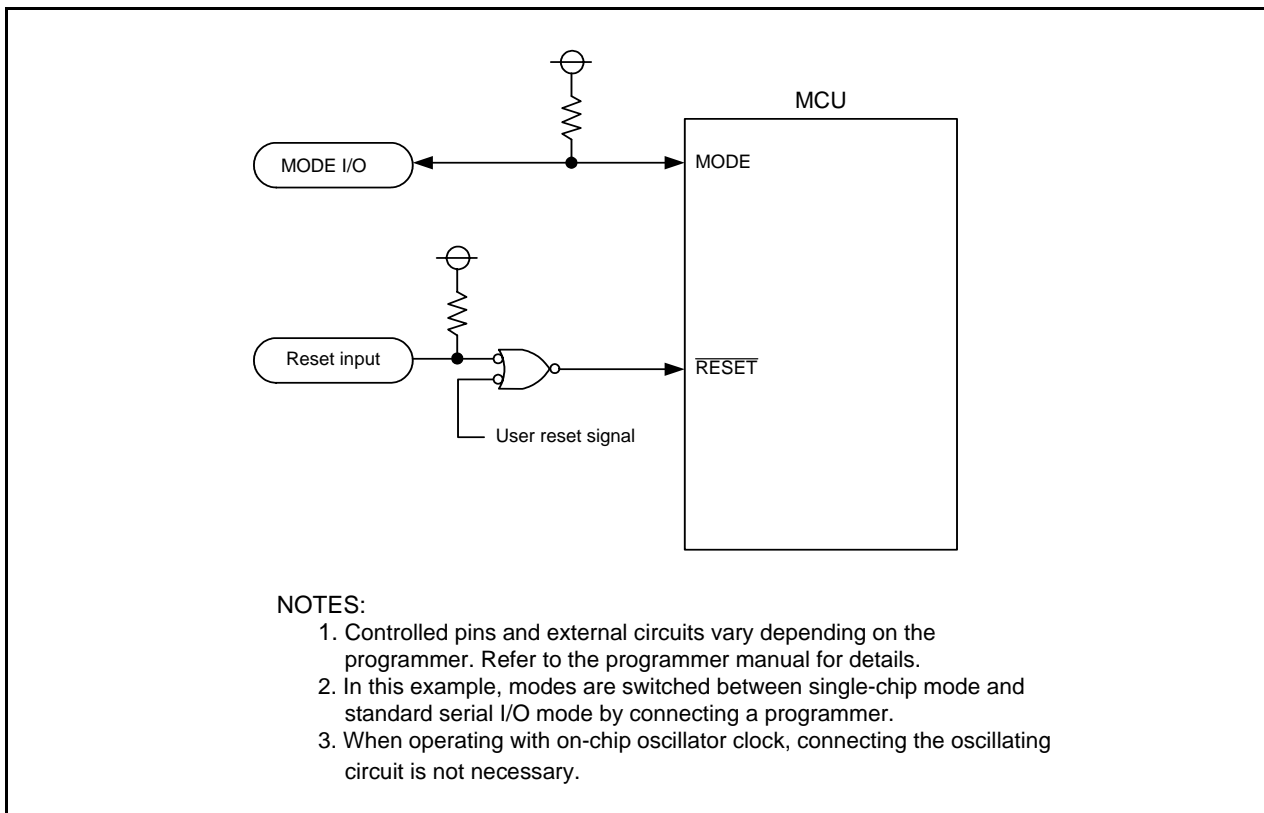 MCU
MODE I/O
MODE
Reset input
RESET
User reset signal
NOTES:
1. Controlled pins and external circuits vary depending on the
programmer. Refer to the programmer manual for details.
2. In this example, modes are switched between single-chip mode and
standard serial I/O mode by connecting a programmer.
3. When operating with on-chip oscillator clock, connecting the oscillating
circuit is not necessary.